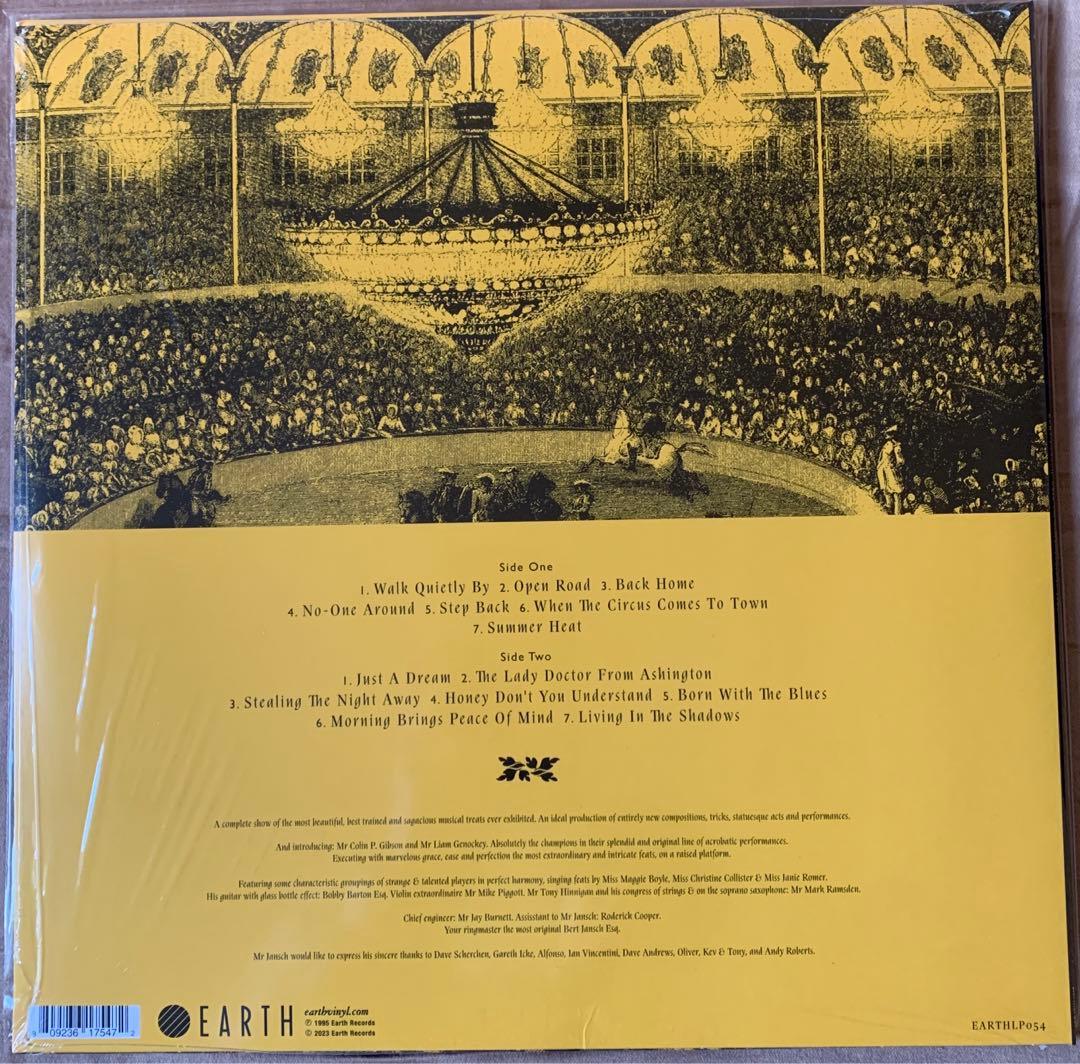 Side One
1. Walk Quietly By 2. Open Road 3. Back Home
4. No-One Around 5. Step Back 6. When The Circus Comes To Town
7. Summer Heat
Side Two
1. Just A Dream 2. The Lady Doctor From Ashington
3. Stealing The Night Away 4. Honey Don't You Understand 5. Born With The Blues
6. Morning Brings Peace Of Mind 7. Living In The Shadows
A complete show of the most beautiful, best trained and sagacious musical treats ever exhibited. An ideal production of entirely new compositions, tricks, statuesque acts and performances.
And introducing: Mr Colin P. Gibson and Mr Liam Genockey. Absolutely the champions in their splendid and original line of acrobatic performances.
Executing with marvelous grace, ease and perfection the most extraordinary and intricate feats, on a raised platform.
Featuring some characteristic groupings of strange & talented players in perfect harmony, singing feats by Miss Maggie Boyle, Miss Christine Collister & Miss Janie Romer.
His guitar with glass bottle effect: Bobby Barton Esq. Violin extraordinaire Mr Mike Piggott, Mr Tony Hinnigan and his congress of strings & on the soprano saxophone: Mr Mark Ramsden.
Chief engineer: Mr Jay Burnett. Assisstant to Mr Jansch: Roderick Cooper.
Your ringmaster the most original Bert Jansch Esq.
Mr Jansch would like to express his sincere thanks to Dave Scherchen, Gareth Icke, Alfonso, Ian Vincentini, Dave Andrews, Oliver, Kev & Tony, and Andy Roberts.
9 09236 17547 2
EARTH
earthvinyl.com
℗ 1995 Earth Records
© 2023 Earth Records
EARTHLP054